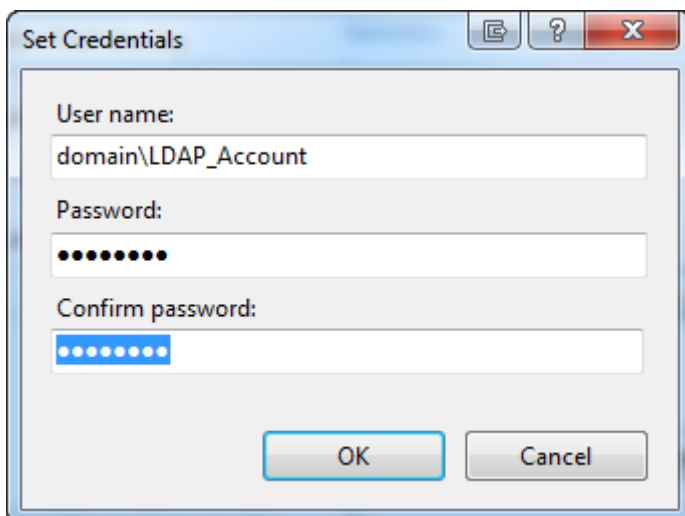 Set Credentials
User name:
domain\LDAP_Account
Password:
••••••••
Confirm password:
••••••••
OK
Cancel